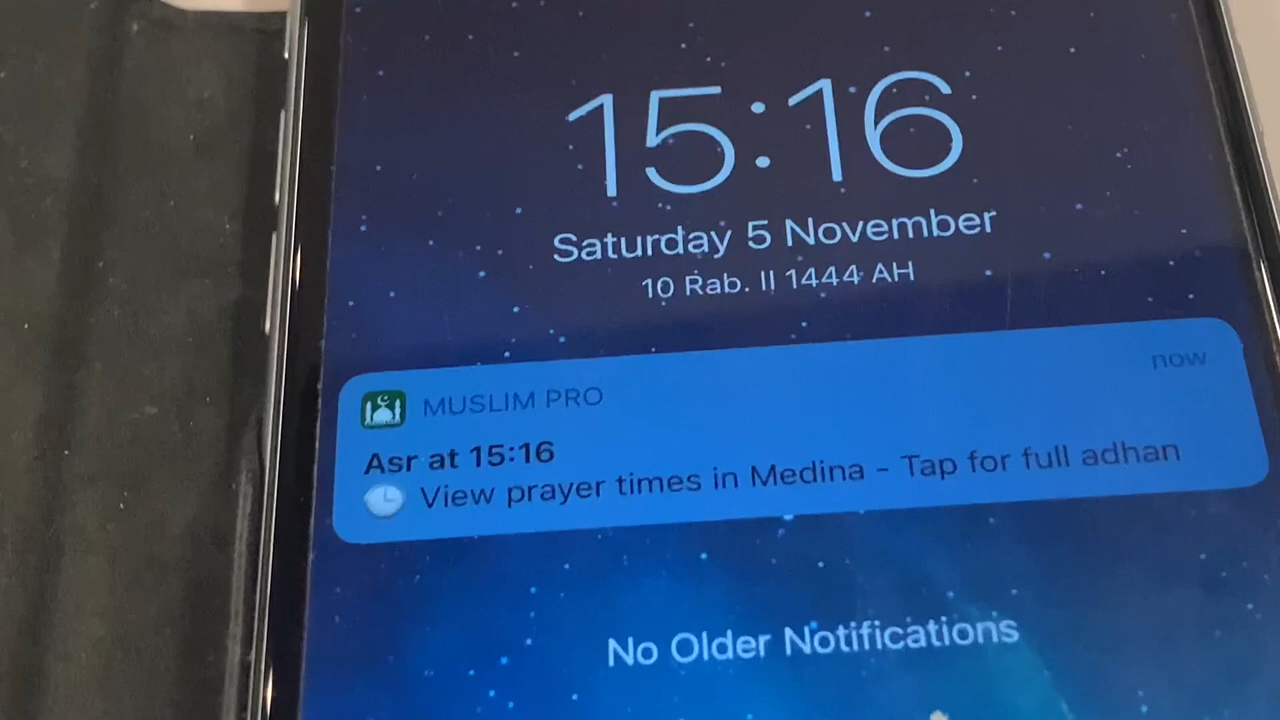 15:16
Saturday 5 November
10 Rab. II 1444 AH
MUSLIM PRO
now
Asr at 15:16
View prayer times in Medina - Tap for full adhan
No Older Notifications